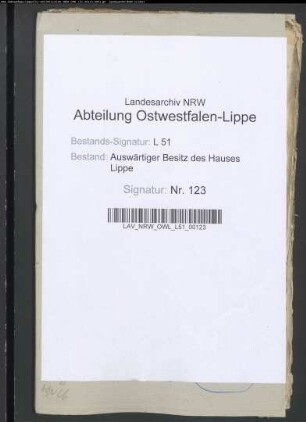 Landesarchiv NRW
Abteilung Ostwestfalen-Lippe
Bestands-Signatur: L 51
Bestand: Auswärtiger Besitz des Hauses
Lippe
Signatur: Nr. 123
LAV_NRW_OWL_L51_00123